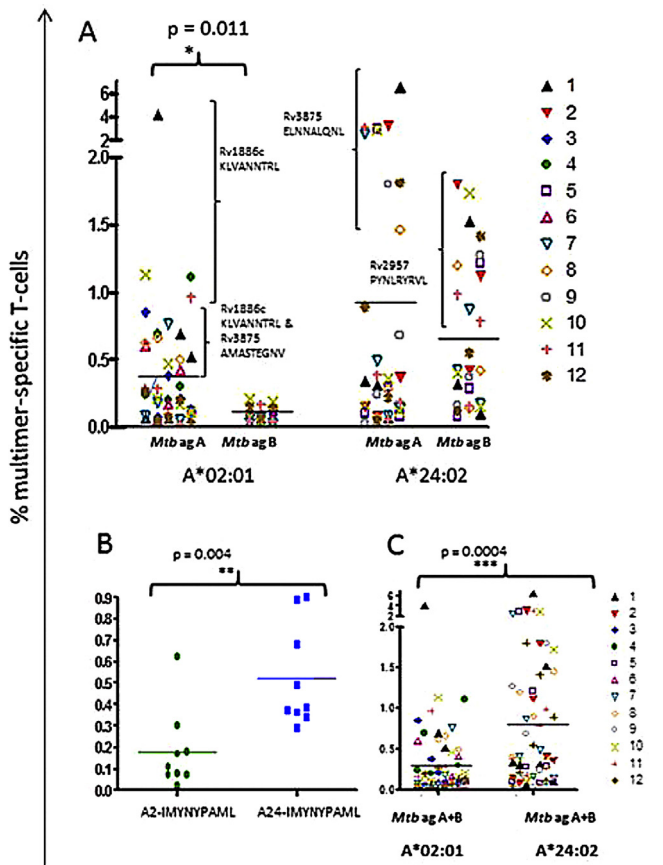 % multimer-specific T-cells
A
p = 0.011
*
6
4
2
2.0
1.5
1.0
0.5
0.0
Rv1886c
KLVANNTRL
Rv1886c
KLVANNTRL &
Rv3875
AMASTEGNV
Rv3875
ELNNALQNL
Rv2957
PYNLRYRVL
Mtb ag A
Mtb ag B
Mtb ag A
Mtb ag B
A*02:01
A*24:02
1
2
3
4
5
6
7
8
9
10
11
12
B
p = 0.004
**
0.9
0.8
0.7
0.6
0.5
0.4
0.3
0.2
0.1
0.0
A2-IMYNYPAML
A24-IMYNYPAML
C
p = 0.0004
***
6
4
2
2.0
1.5
1.0
0.5
0.0
Mtb ag A+B
Mtb ag A+B
A*02:01
A*24:02
1
2
3
4
5
6
7
8
9
10
11
12